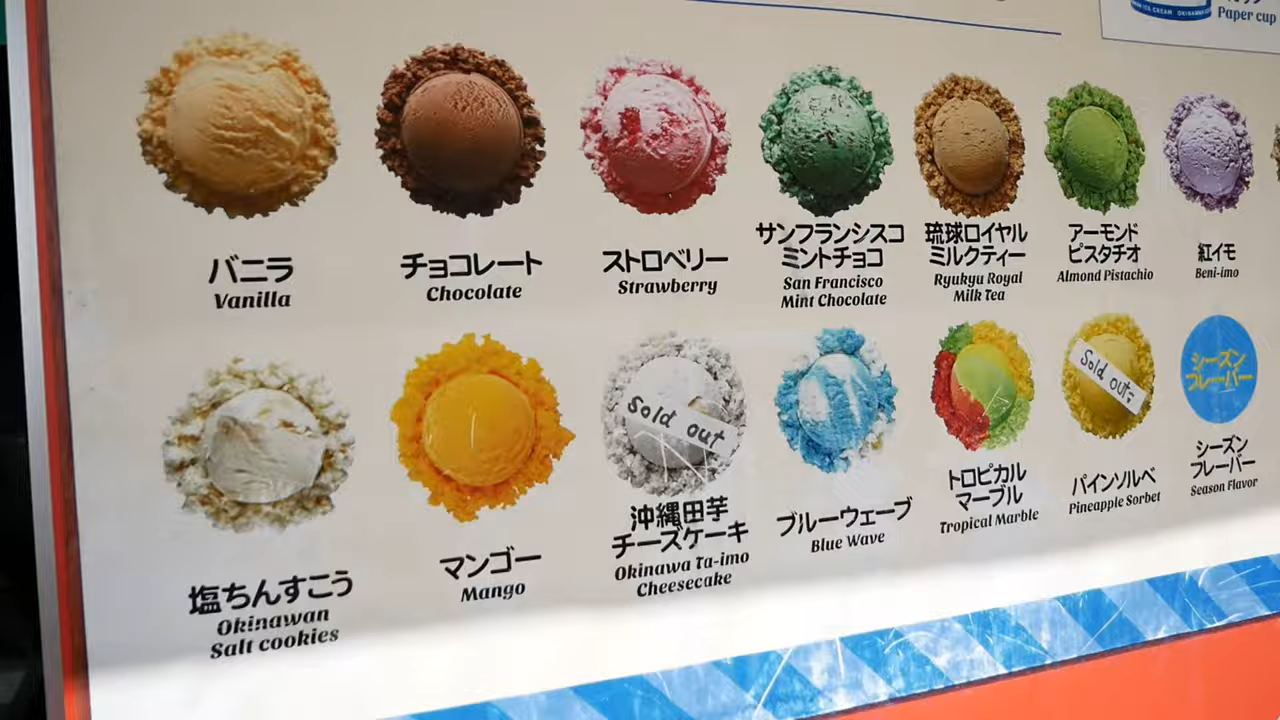 ICE CREAM OKINAWA
Paper cup
バニラ
Vanilla
チョコレート
Chocolate
ストロベリー
Strawberry
サンフランシスコ
ミントチョコ
San Francisco
Mint Chocolate
琉球ロイヤル
ミルクティー
Ryukyu Royal
Milk Tea
アーモンド
ピスタチオ
Almond Pistachio
紅イモ
Beni-imo
塩ちんすこう
Okinawan
Salt cookies
マンゴー
Mango
Sold out
沖縄田芋
チーズケーキ
Okinawa Ta-imo
Cheesecake
ブルーウェーブ
Blue Wave
トロピカル
マーブル
Tropical Marble
Sold out
パインソルベ
Pineapple Sorbet
シーズン
フレーバー
シーズン
フレーバー
Season Flavor